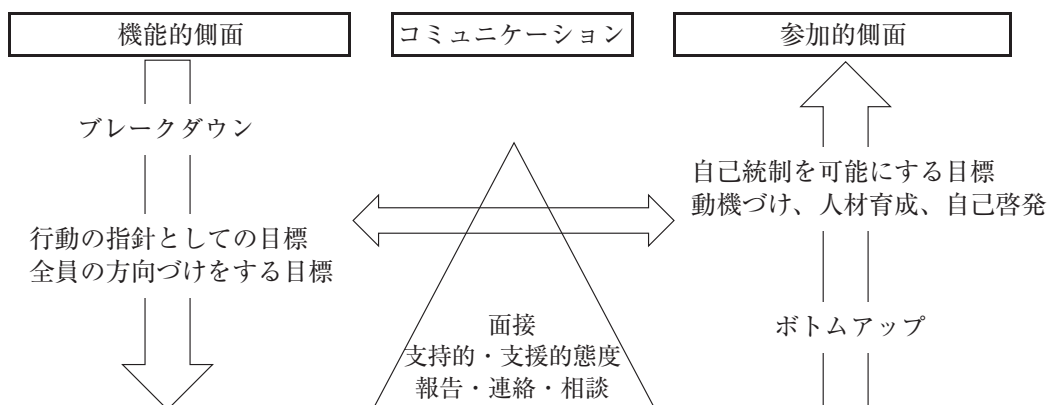 機能的側面
コミュニケーション
参加的側面
ブレークダウン
行動の指針としての目標
全員の方向づけをする目標
面接
支持的・支援的態度
報告・連絡・相談
自己統制を可能にする目標
動機づけ、人材育成、自己啓発
ボトムアップ